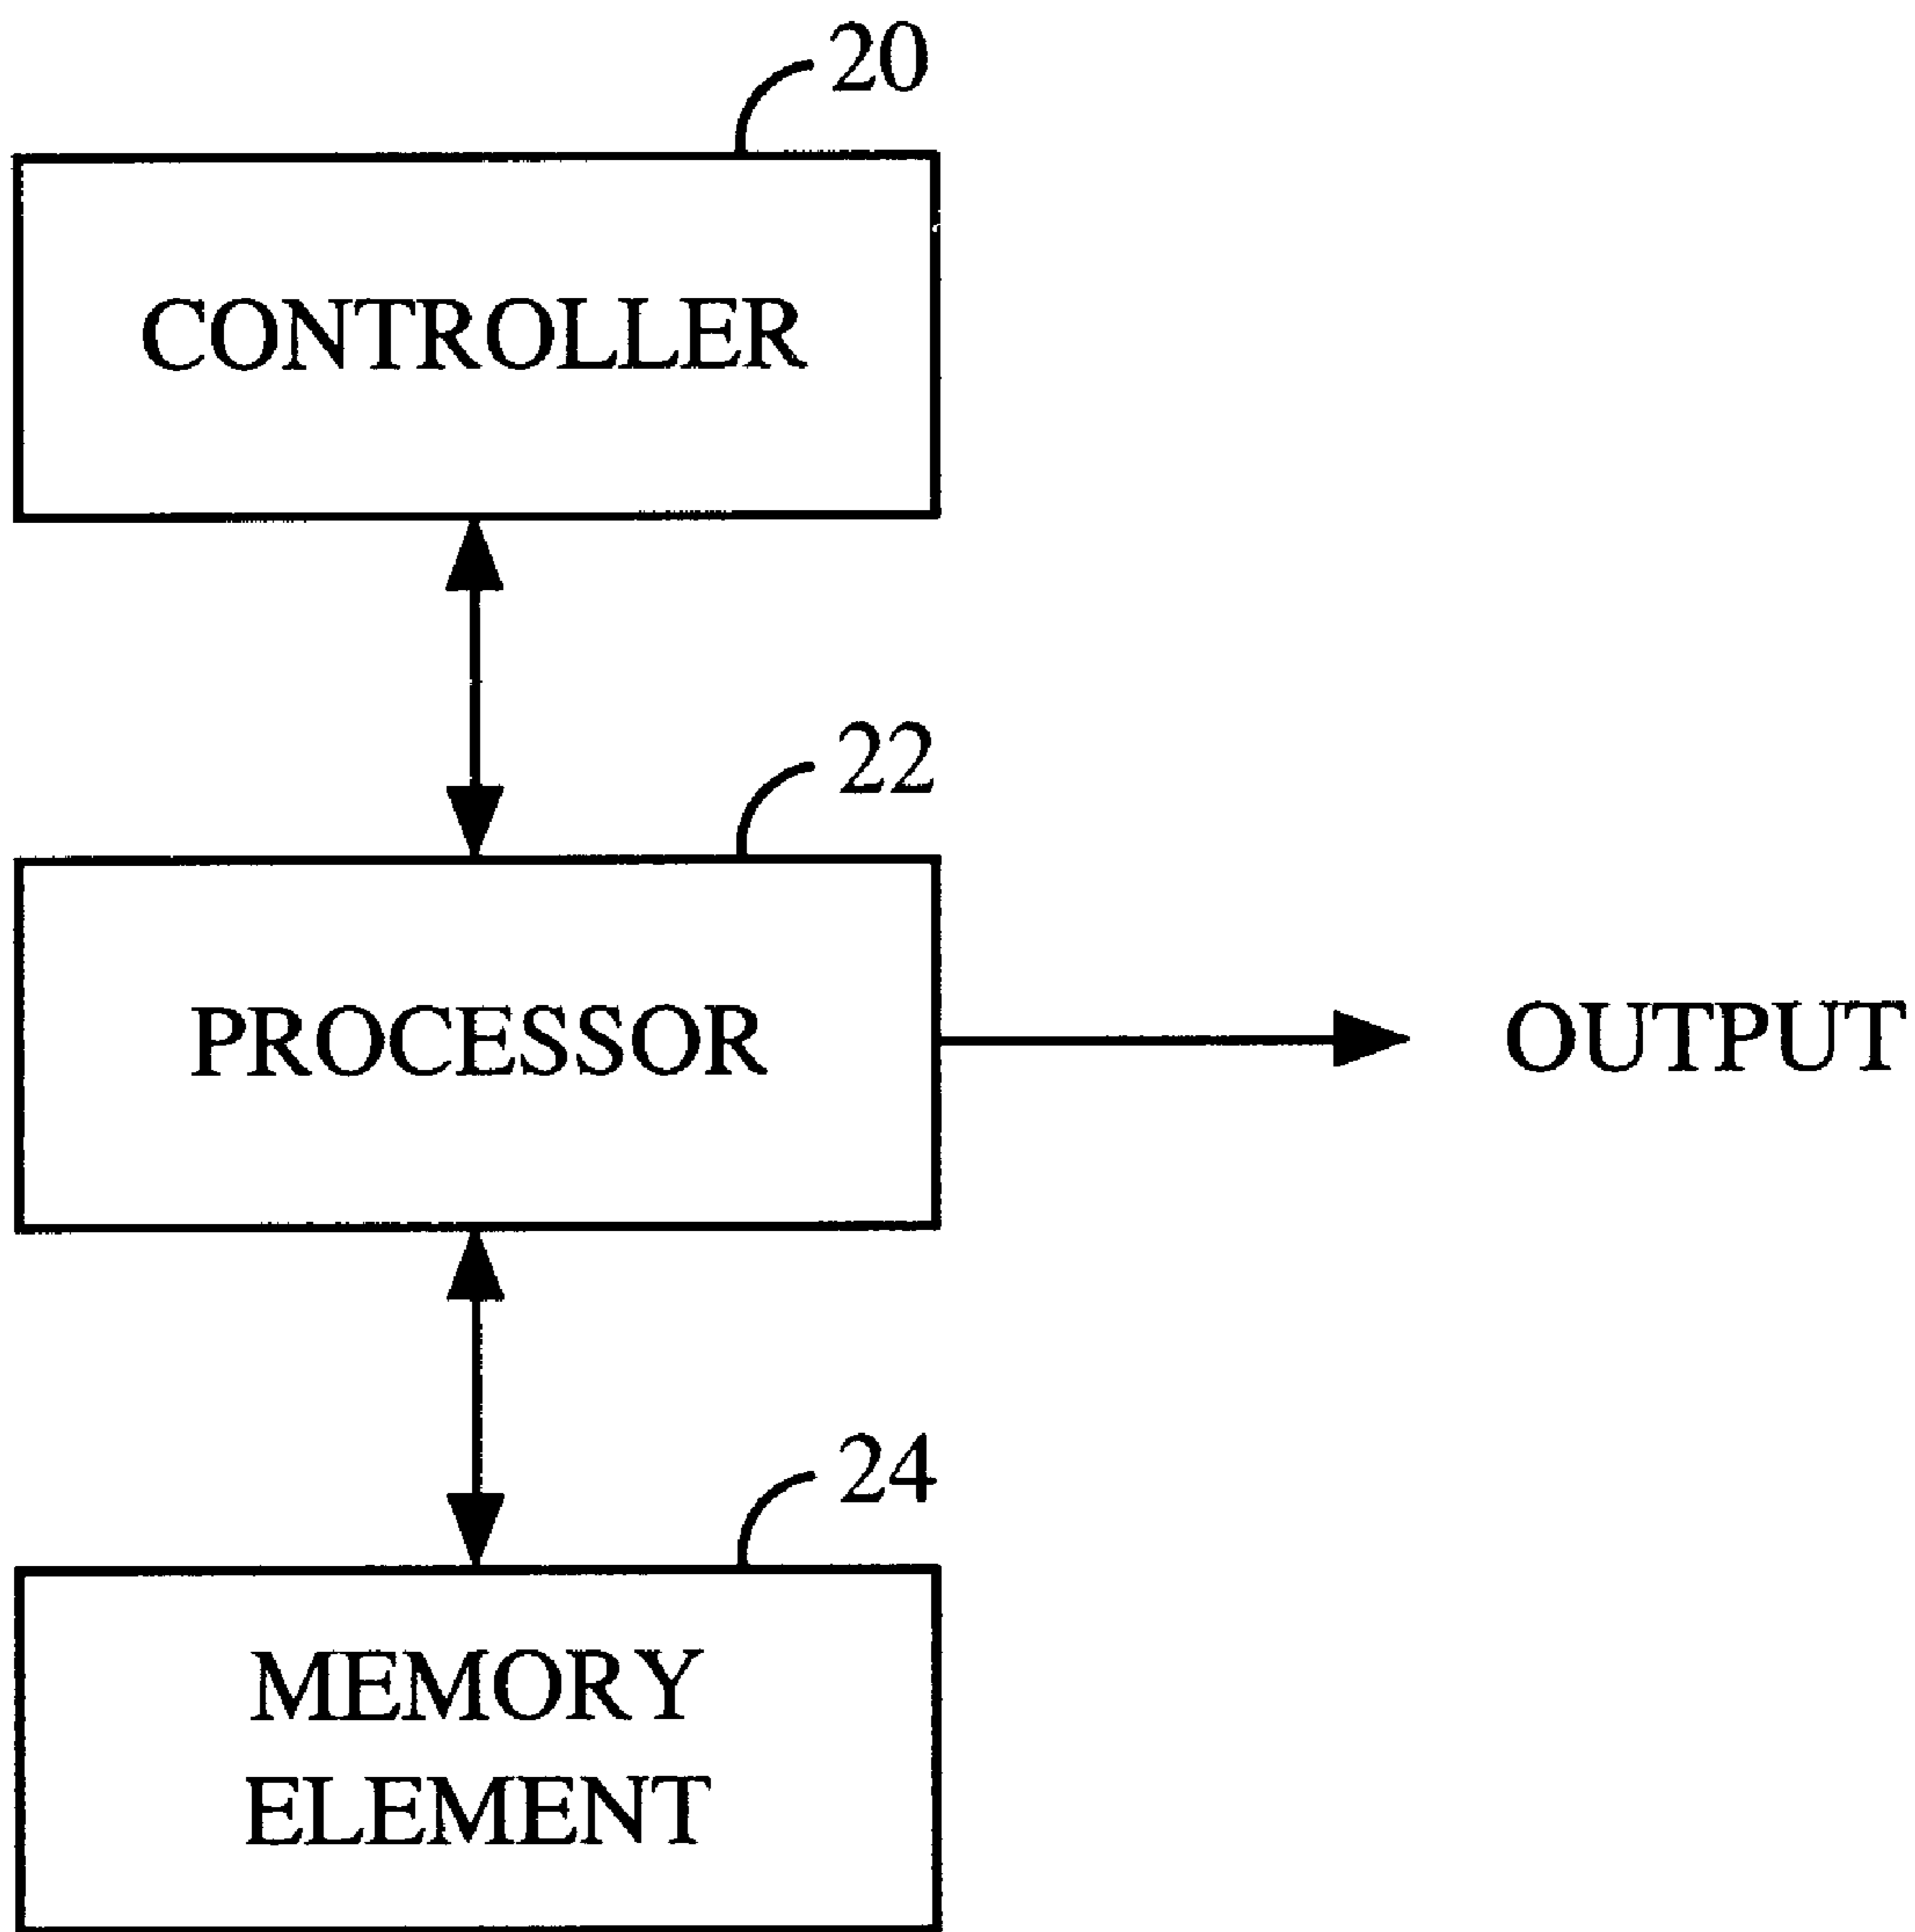 20
CONTROLLER
22
PROCESSOR
OUTPUT
24
MEMORY
ELEMENT